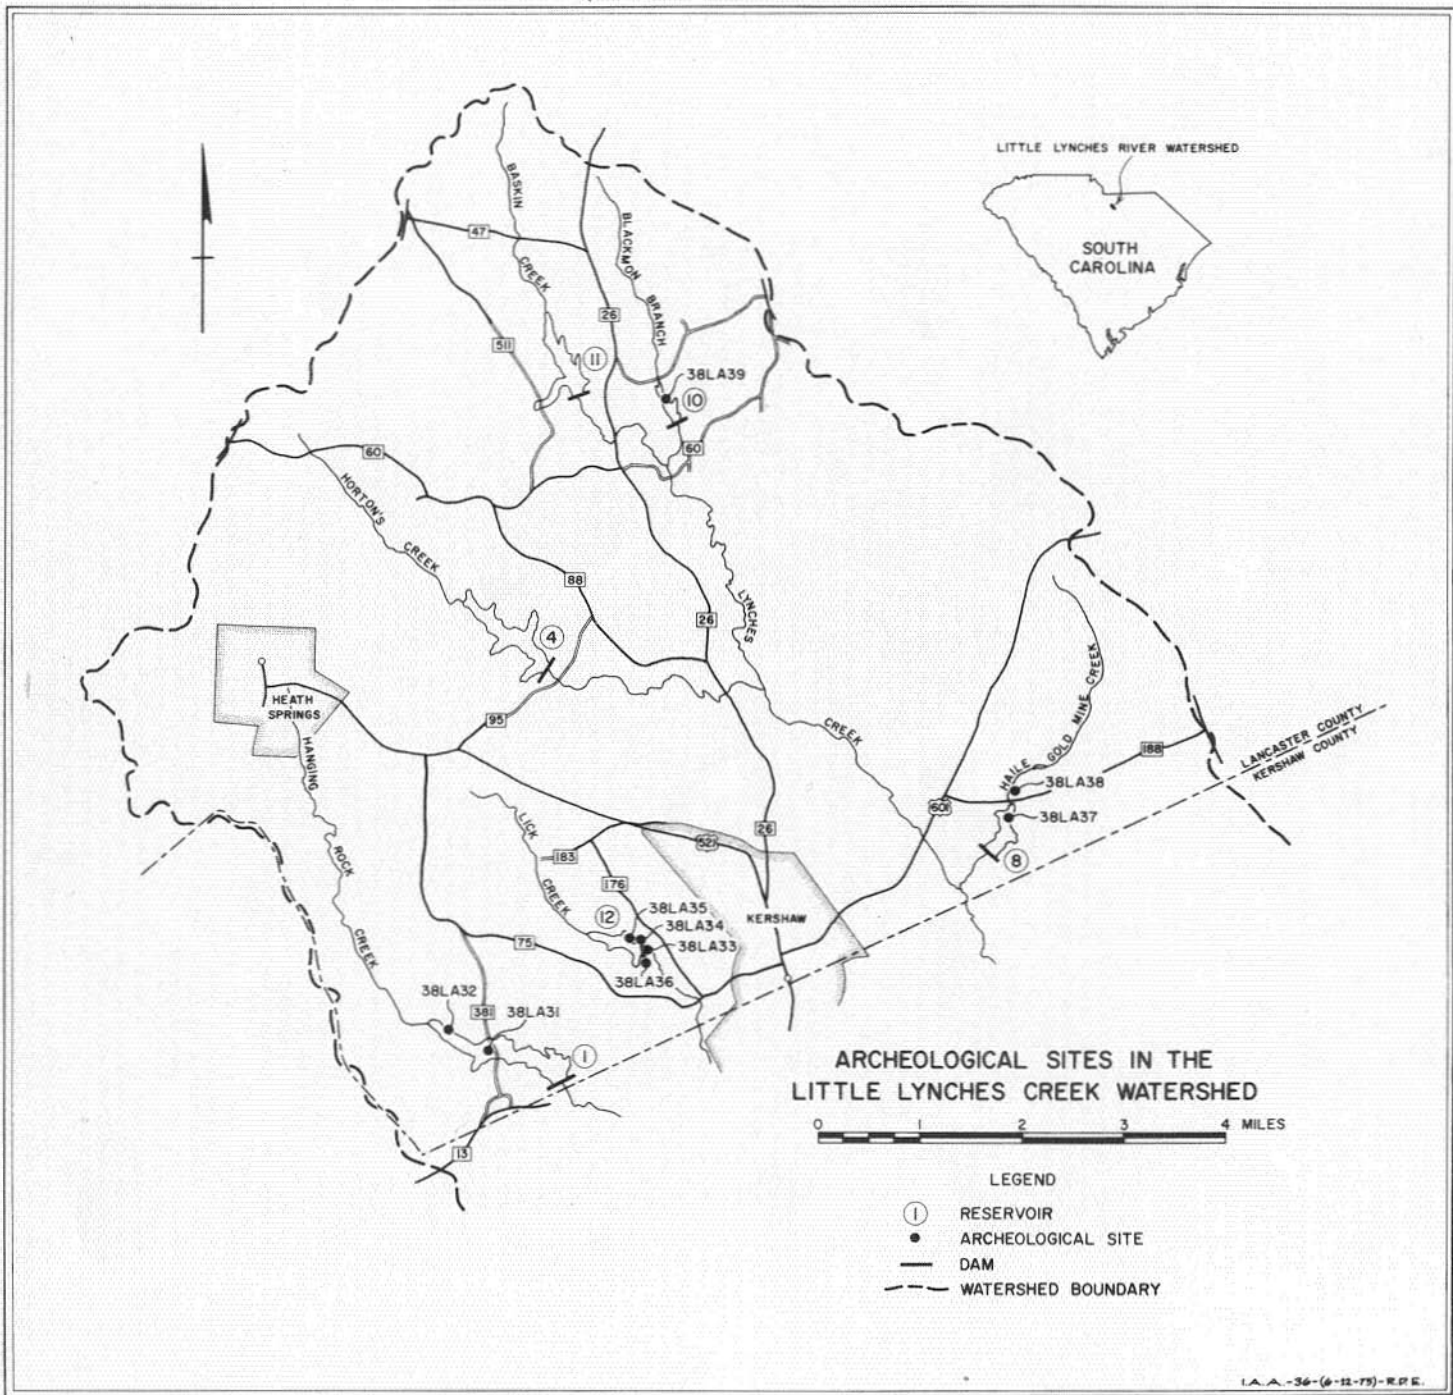 LITTLE LYNCHES RIVER WATERSHED
SOUTH
CAROLINA
BASKIN
CREEK
BLACKMON
BRANCH
47
26
511
11
38LA39
10
60
60
HORTON'S
CREEK
88
26
LYNCHES
CREEK
4
HEATH
SPRINGS
95
HAILE GOLD MINE CREEK
LANCASTER COUNTY
KERSHAW COUNTY
188
38LA38
601
38LA37
8
HANGING
ROCK
CREEK
LICK
CREEK
183
521
26
176
12
38LA35
38LA34
38LA33
38LA36
KERSHAW
75
38LA32
381
38LA31
1
13
ARCHEOLOGICAL SITES IN THE
LITTLE LYNCHES CREEK WATERSHED
0 1 2 3 4 MILES
LEGEND
1 RESERVOIR
ARCHEOLOGICAL SITE
DAM
WATERSHED BOUNDARY
I.A.A.-36-(6-12-75)-R.P.E.